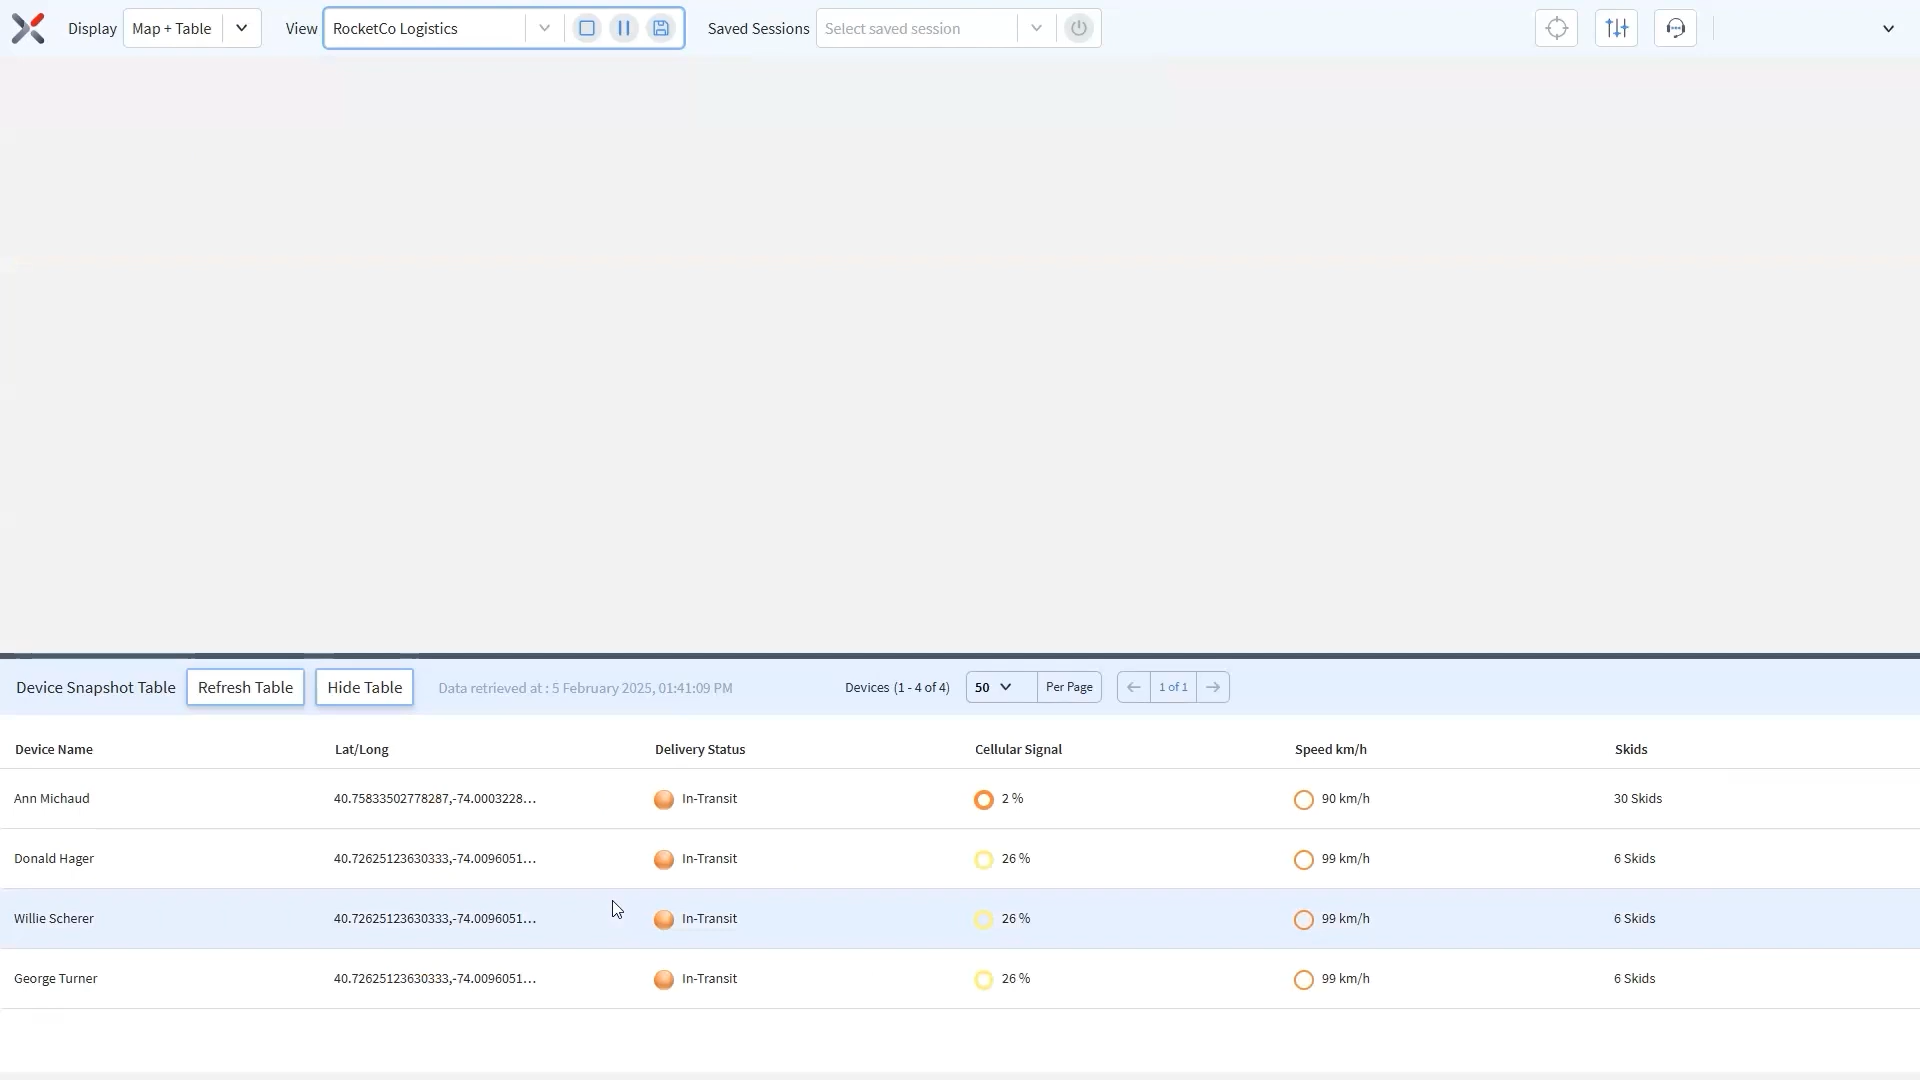 Display Map + Table View RocketCo Logistics Saved Sessions Select saved session
Device Snapshot Table Refresh Table Hide Table Data retrieved at : 5 February 2025, 01:41:09 PM Devices (1 - 4 of 4) 50 Per Page 1 of 1
Device Name Lat/Long Delivery Status Cellular Signal Speed km/h Skids
Ann Michaud 40.75833502778287,-74.0003228... In-Transit 2 % 90 km/h 30 Skids
Donald Hager 40.72625123630333,-74.0096051... In-Transit 26 % 99 km/h 6 Skids
Willie Scherer 40.72625123630333,-74.0096051... In-Transit 26 % 99 km/h 6 Skids
George Turner 40.72625123630333,-74.0096051... In-Transit 26 % 99 km/h 6 Skids